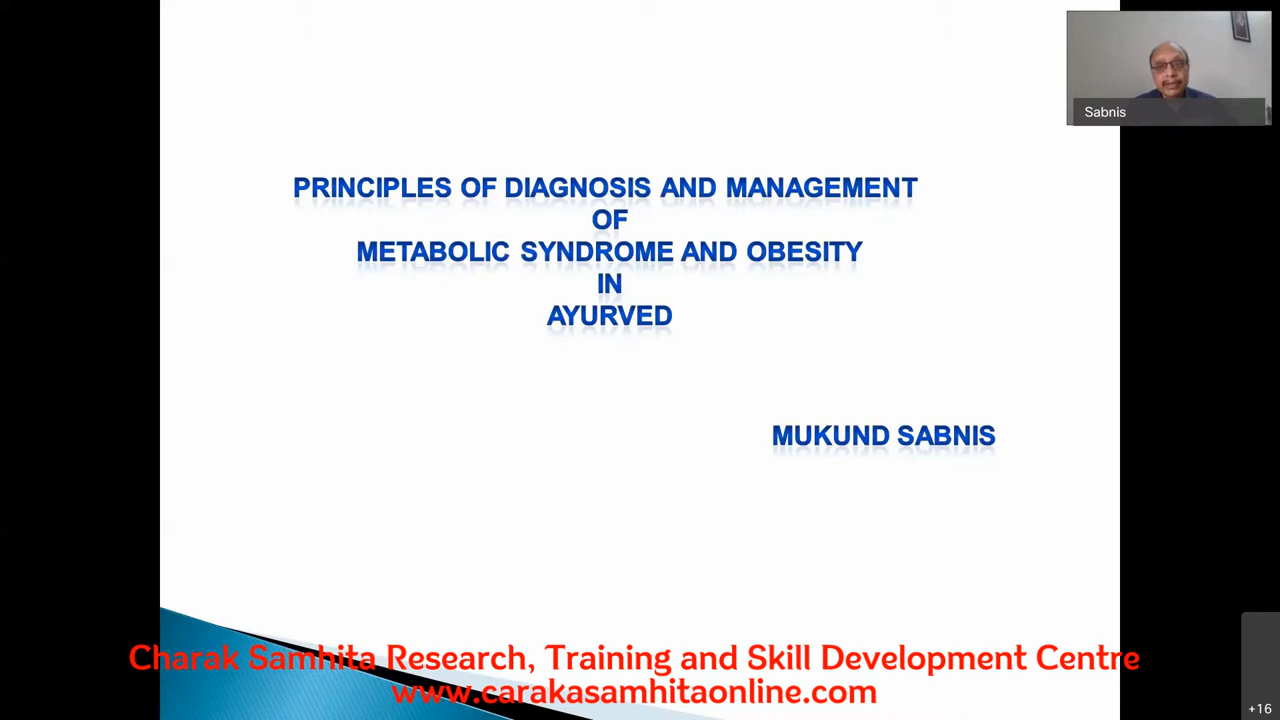 Sabnis
PRINCIPLES OF DIAGNOSIS AND MANAGEMENT
OF
METABOLIC SYNDROME AND OBESITY
IN
AYURVED
MUKUND SABNIS
Charak Samhita Research, Training and Skill Development Centre
www.carakasamhitaonline.com
+16